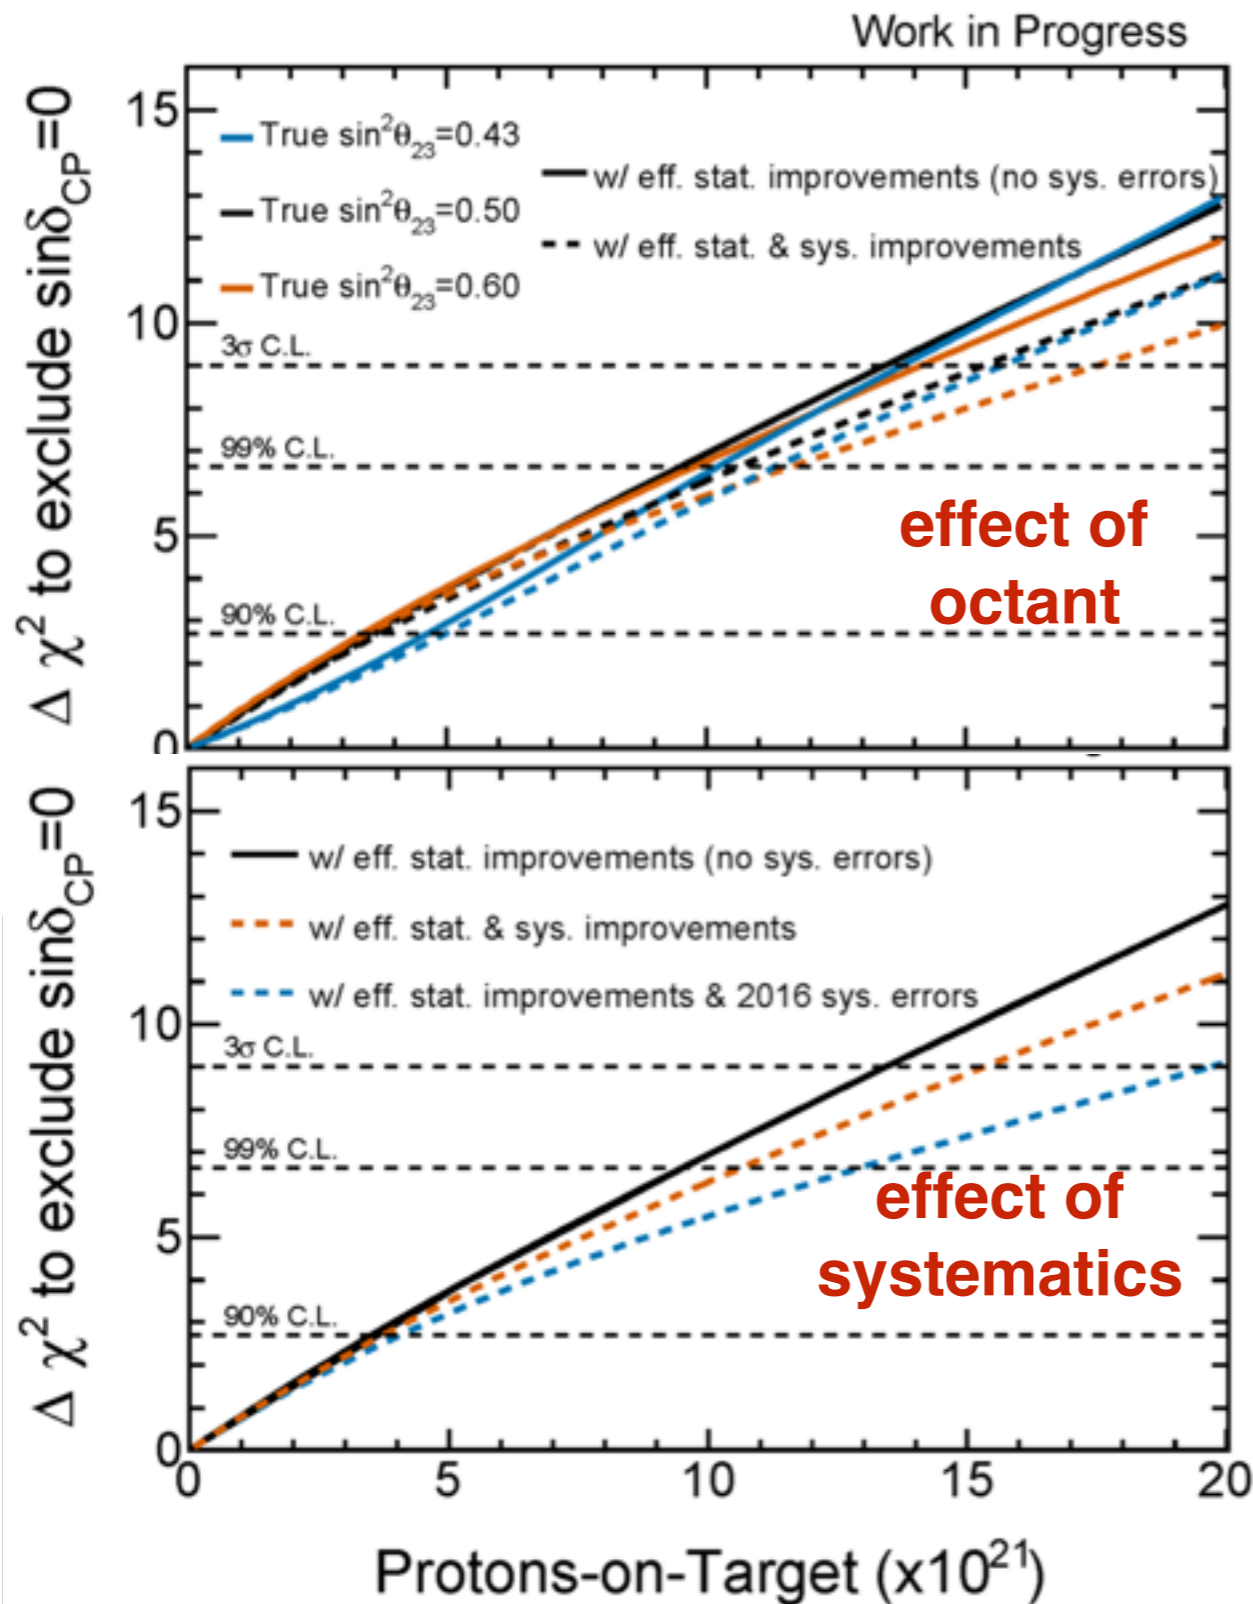 Work in Progress
Δ χ² to exclude sinδ_CP=0
15
10
5
0
True sin²θ₂₃=0.43
True sin²θ₂₃=0.50
True sin²θ₂₃=0.60
w/ eff. stat. improvements (no sys. errors)
w/ eff. stat. & sys. improvements
3σ C.L.
99% C.L.
90% C.L.
effect of
octant
Δ χ² to exclude sinδ_CP=0
15
10
5
0
w/ eff. stat. improvements (no sys. errors)
w/ eff. stat. & sys. improvements
w/ eff. stat. improvements & 2016 sys. errors
3σ C.L.
99% C.L.
90% C.L.
effect of
systematics
0 5 10 15 20
Protons-on-Target (x10²¹)